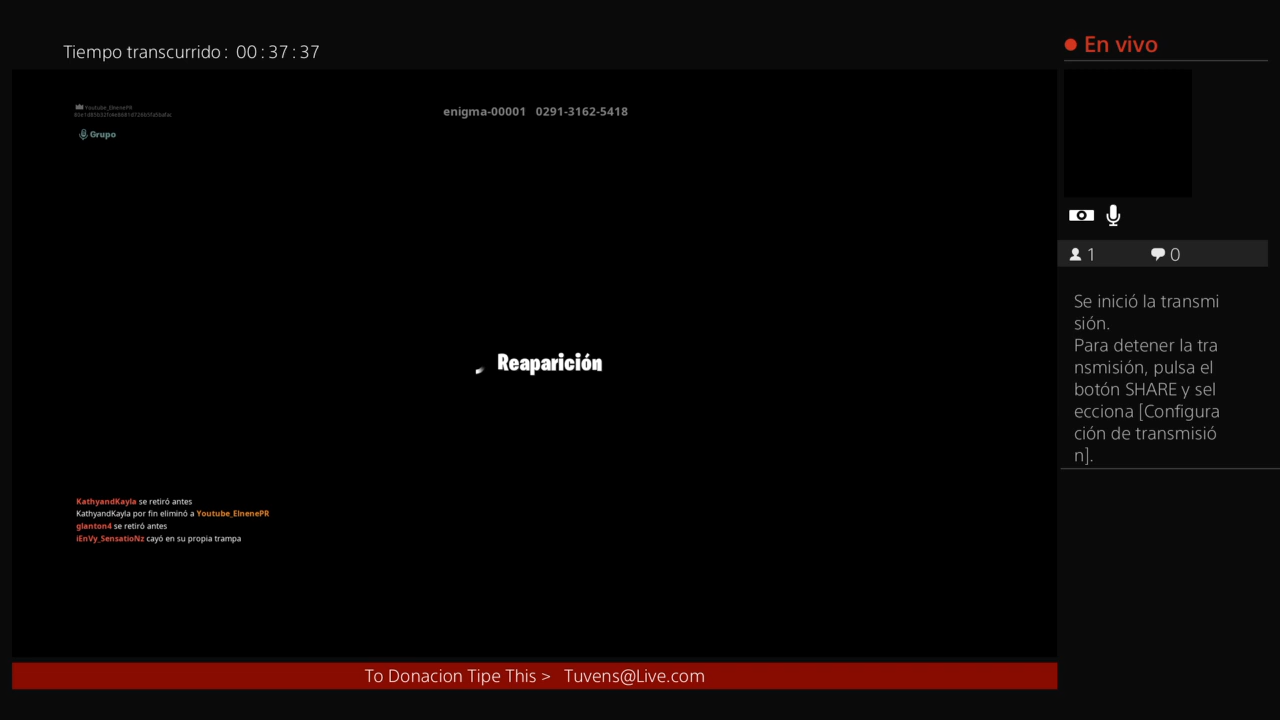 Tiempo transcurrido : 00 : 37 : 37
En vivo
Youtube_ElnenePR
enigma-00001 0291-3162-5418
Grupo
1 0
Se inició la transmi
sión.
Para detener la tra
nsmisión, pulsa el
botón SHARE y sel
ecciona [Configura
ción de transmisió
n].
Reaparición
KathyandKayla se retiró antes
KathyandKayla por fin eliminó a Youtube_ElnenePR
glanton4 se retiró antes
iEnVy_SensatioNz cayó en su propia trampa
To Donacion Tipe This > Tuvens@Live.com